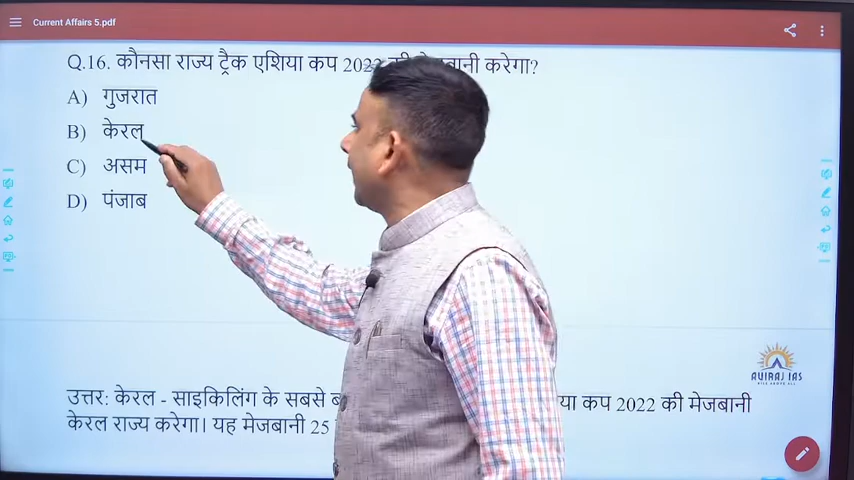 Current Affairs 5.pdf
Q.16. कौनसा राज्य ट्रैक एशिया कप 2022 की मेजबानी करेगा?
A) गुजरात
B) केरल
C) असम
D) पंजाब
AVIRAJ IAS
उत्तर: केरल - साइकिलिंग के सबसे कप 2022 की मेजबानी
केरल राज्य करेगा। यह मेजबानी 25